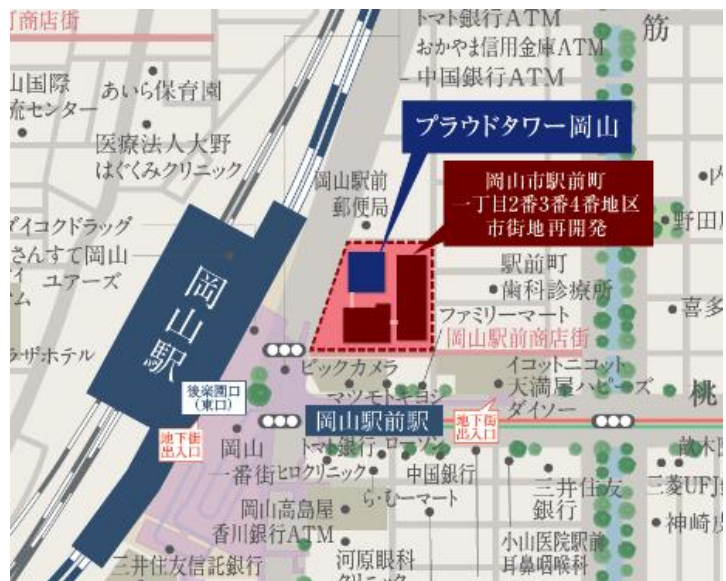 丁商店街
トマト銀行ATM
おかやま信用金庫ATM
中国銀行ATM
筋
山国際
流センター
あいら保育園
医療法人大野
はぐくみクリニック
プラウドタワー岡山
岡山駅前
郵便局
岡山市駅前町
一丁目2番3番4番地区
市街地再開発
内
野田屋
ダイコクドラッグ
さんすて岡山
ユアーズ
ム
岡山駅
駅前町
歯科診療所
ファミリーマート
岡山駅前商店街
喜多
ラザホテル
ビックカメラ
イコットニコット
後楽園口
(東口)
マツモトキヨシ
天満屋ハピーズ
ダイソー
桃
地下街
出入口
岡山駅前駅
地下街
出入口
岡山
一番街
トマト銀行
ローソン
ヒロクリニック
中国銀行
ら・むーマート
三井住友
銀行
三菱UFJ
岡山高島屋
香川銀行ATM
小山医院駅前
耳鼻咽喉科
神崎
三井住友信託銀行
河原眼科
クリニック